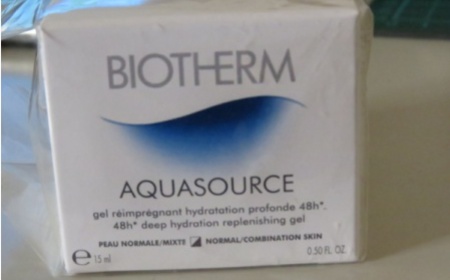 BIOTHERM
AQUASOURCE
gel réimprégnant hydratation profonde 48h*.
48h* deep hydration replenishing gel
PEAU NORMALE/MIXTE NORMAL/COMBINATION SKIN
e 15 ml 0.50 FL. OZ.